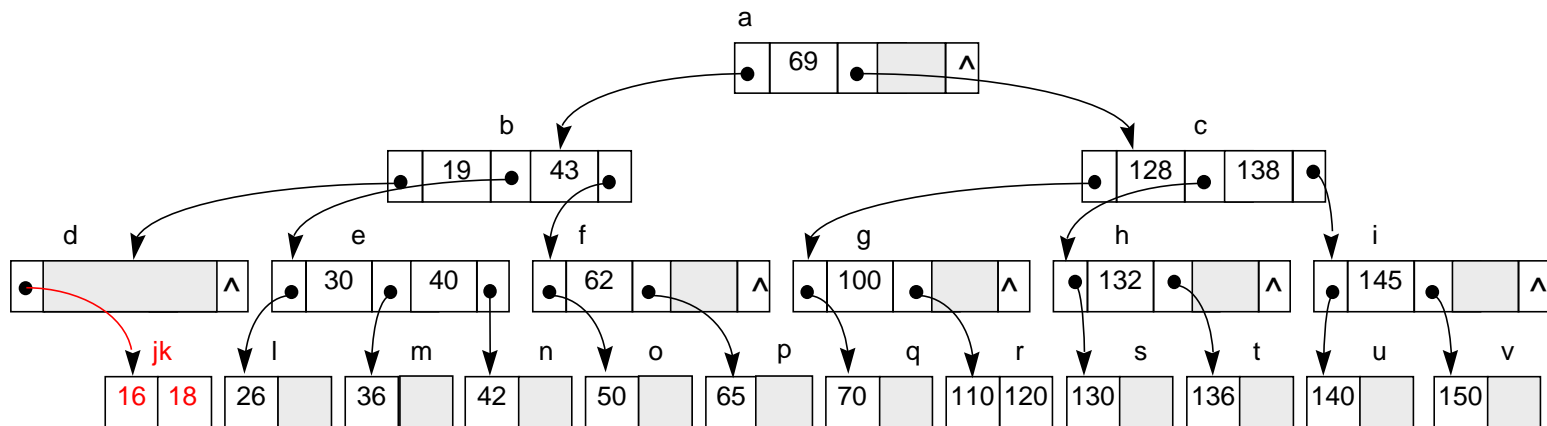 a
69 ^
b c
19 43 128 138
d e f g h i
^ 30 40 62 ^ 100 ^ 132 ^ 145 ^
jk l m n o p q r s t u v
16 18 26 36 42 50 65 70 110 120 130 136 140 150